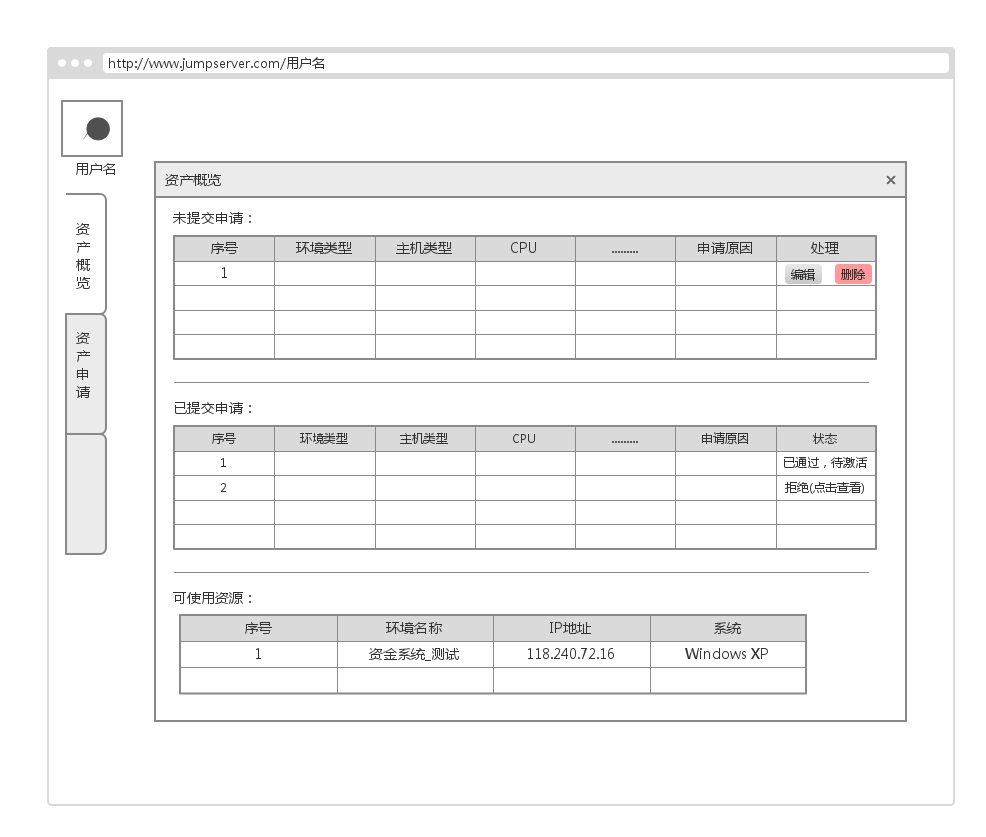 http://www.jumpserver.com/用户名
用户名
资产概览
资产申请
资产概览 ×
未提交申请：
序号 环境类型 主机类型 CPU ......... 申请原因 处理
1 编辑 删除
已提交申请：
序号 环境类型 主机类型 CPU ......... 申请原因 状态
1 已通过，待激活
2 拒绝(点击查看)
可使用资源：
序号 环境名称 IP地址 系统
1 资金系统_测试 118.240.72.16 Windows XP